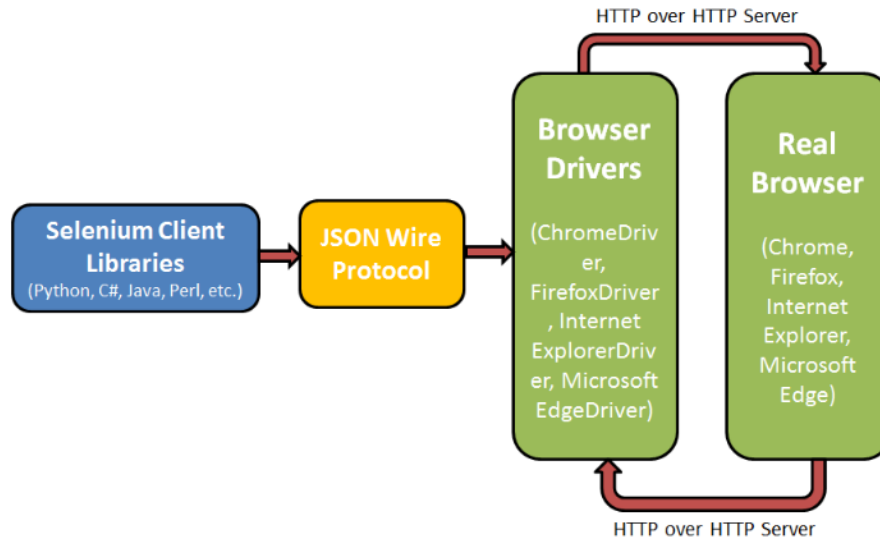 HTTP over HTTP Server
Browser
Drivers
(ChromeDriv
er,
FirefoxDriver
, Internet
ExplorerDriv
er, Microsoft
EdgeDriver)
Real
Browser
(Chrome,
Firefox,
Internet
Explorer,
Microsoft
Edge)
Selenium Client
Libraries
(Python, C#, Java, Perl, etc.)
JSON Wire
Protocol
HTTP over HTTP Server